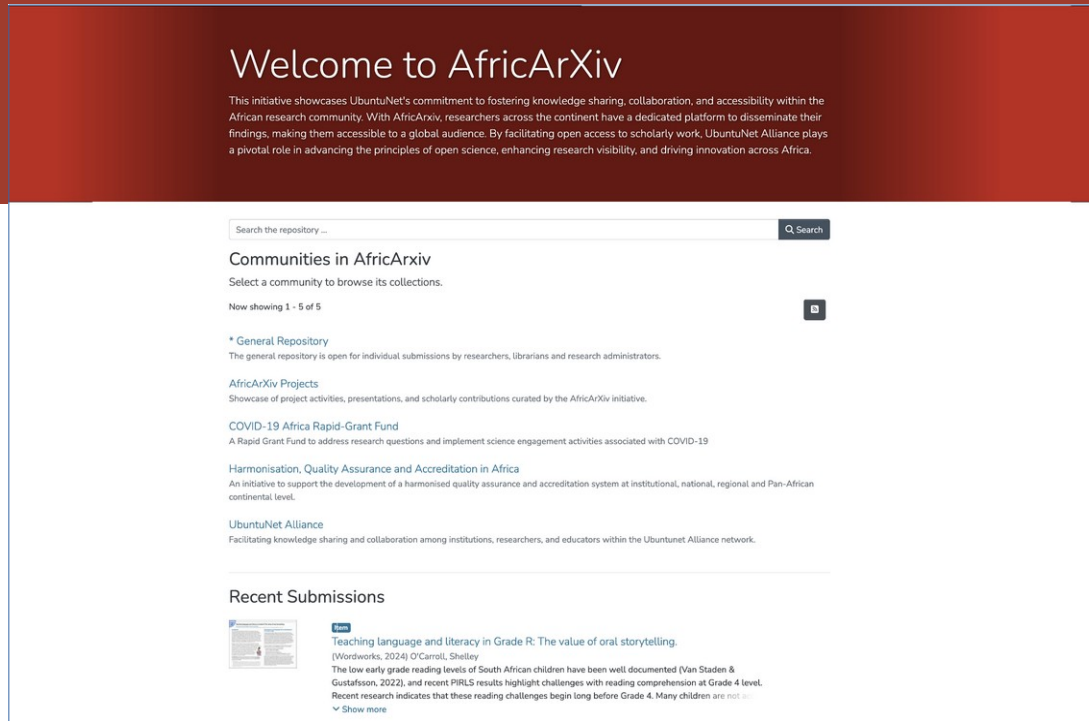 Welcome to AfricArXiv
This initiative showcases UbuntuNet's commitment to fostering knowledge sharing, collaboration, and accessibility within the
African research community. With AfricArxiv, researchers across the continent have a dedicated platform to disseminate their
findings, making them accessible to a global audience. By facilitating open access to scholarly work, UbuntuNet Alliance plays
a pivotal role in advancing the principles of open science, enhancing research visibility, and driving innovation across Africa.
Search the repository ...
Search
Communities in AfricArxiv
Select a community to browse its collections.
Now showing 1 - 5 of 5
* General Repository
The general repository is open for individual submissions by researchers, librarians and research administrators.
AfricArXiv Projects
Showcase of project activities, presentations, and scholarly contributions curated by the AfricArXiv initiative.
COVID-19 Africa Rapid-Grant Fund
A Rapid Grant Fund to address research questions and implement science engagement activities associated with COVID-19
Harmonisation, Quality Assurance and Accreditation in Africa
An initiative to support the development of a harmonised quality assurance and accreditation system at institutional, national, regional and Pan-African
continental level.
UbuntuNet Alliance
Facilitating knowledge sharing and collaboration among institutions, researchers, and educators within the Ubuntunet Alliance network.
Recent Submissions
Item
Teaching language and literacy in Grade R: The value of oral storytelling.
(Wordworks, 2024) O'Carroll, Shelley
The low early grade reading levels of South African children have been well documented (Van Staden &
Gustafsson, 2022), and recent PIRLS results highlight challenges with reading comprehension at Grade 4 level.
Recent research indicates that these reading challenges begin long before Grade 4. Many children are not
Show more